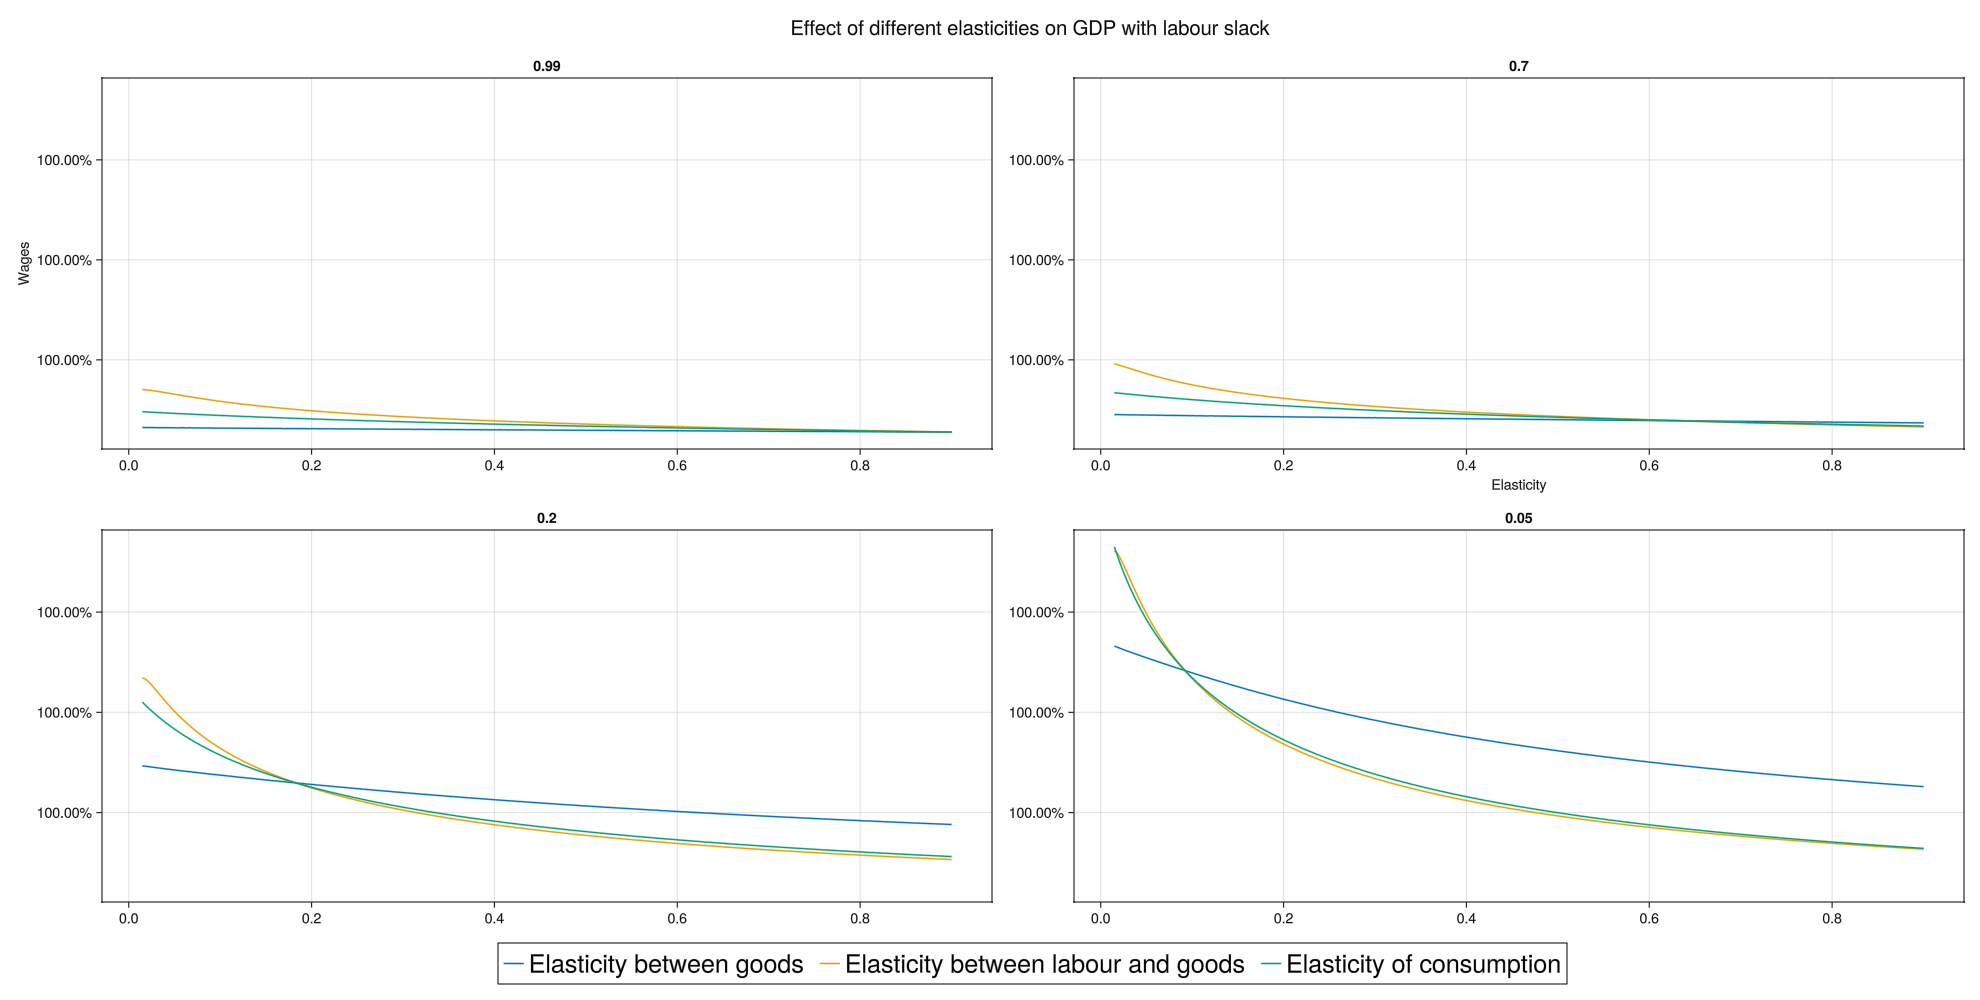 Effect of different elasticities on GDP with labour slack
0.99
Wages
100.00%
100.00%
100.00%
0.0 0.2 0.4 0.6 0.8
0.7
100.00%
100.00%
100.00%
0.0 0.2 0.4 0.6 0.8
Elasticity
0.2
100.00%
100.00%
100.00%
0.0 0.2 0.4 0.6 0.8
0.05
100.00%
100.00%
100.00%
0.0 0.2 0.4 0.6 0.8
Elasticity between goods Elasticity between labour and goods Elasticity of consumption